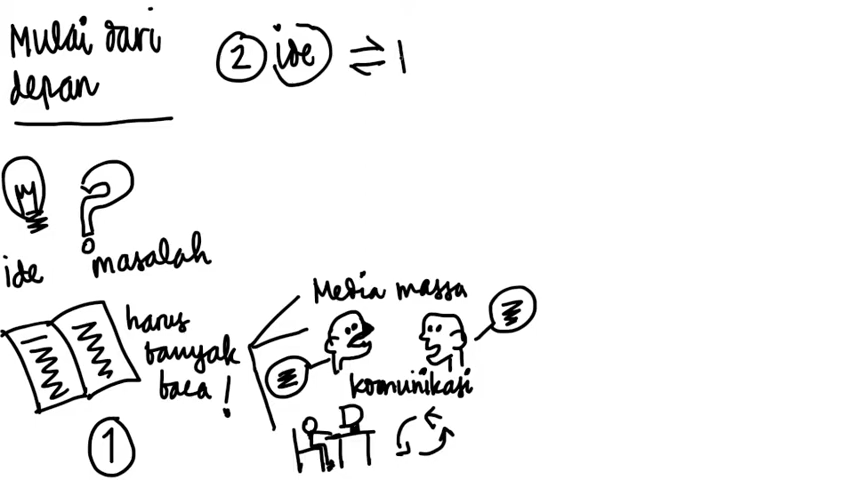 Mulai dari
depan
2 ide ⇌ 1
ide
masalah
harus
banyak
baca!
1
Media massa
komunikasi